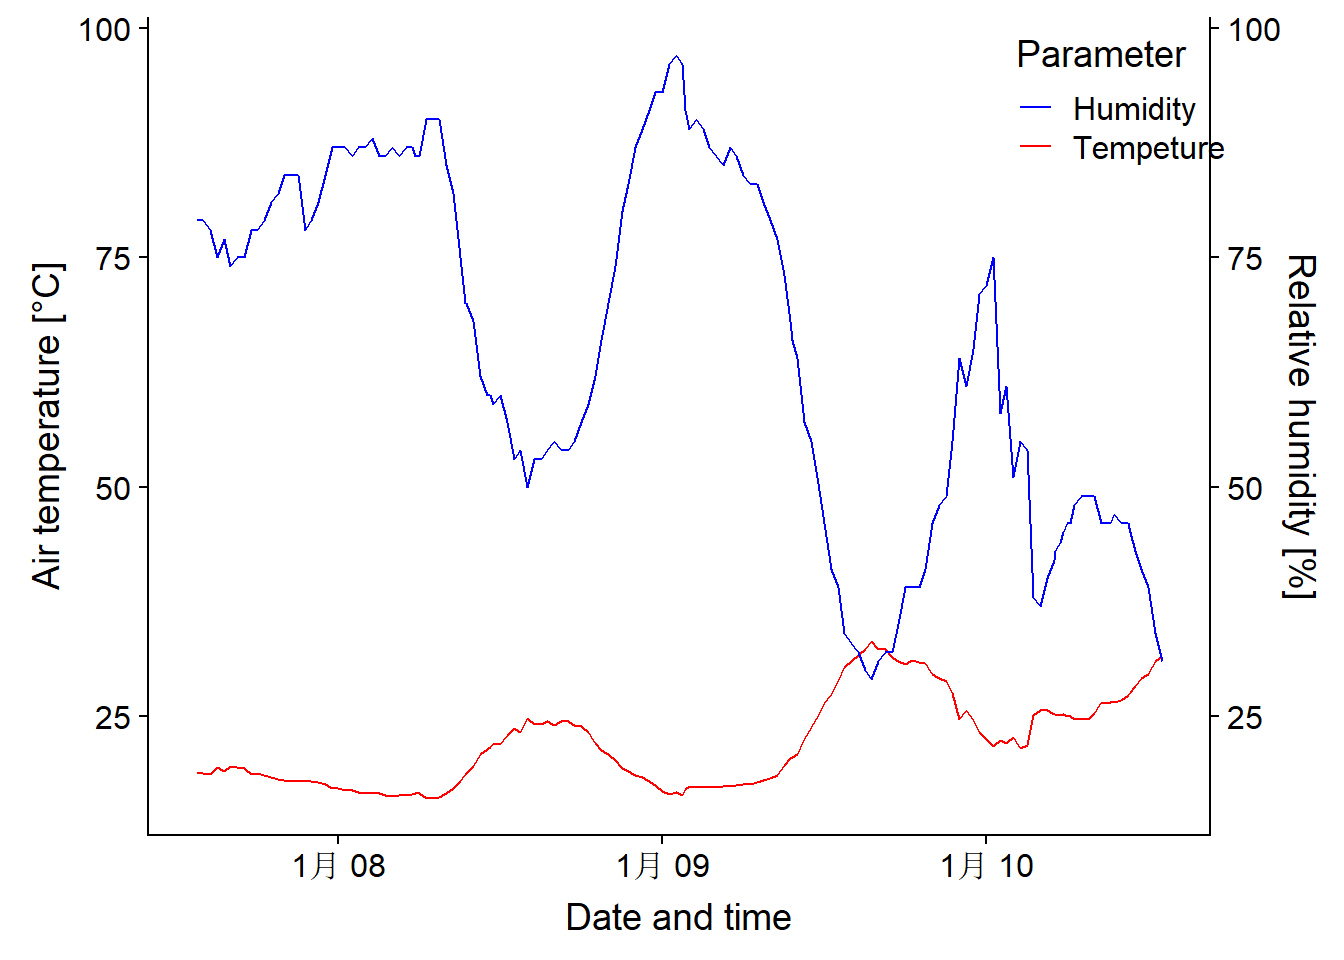 100
75
50
25
Air temperature [°C]
100
75
50
25
Relative humidity [%]
Parameter
Humidity
Tempeture
1月 08
1月 09
1月 10
Date and time